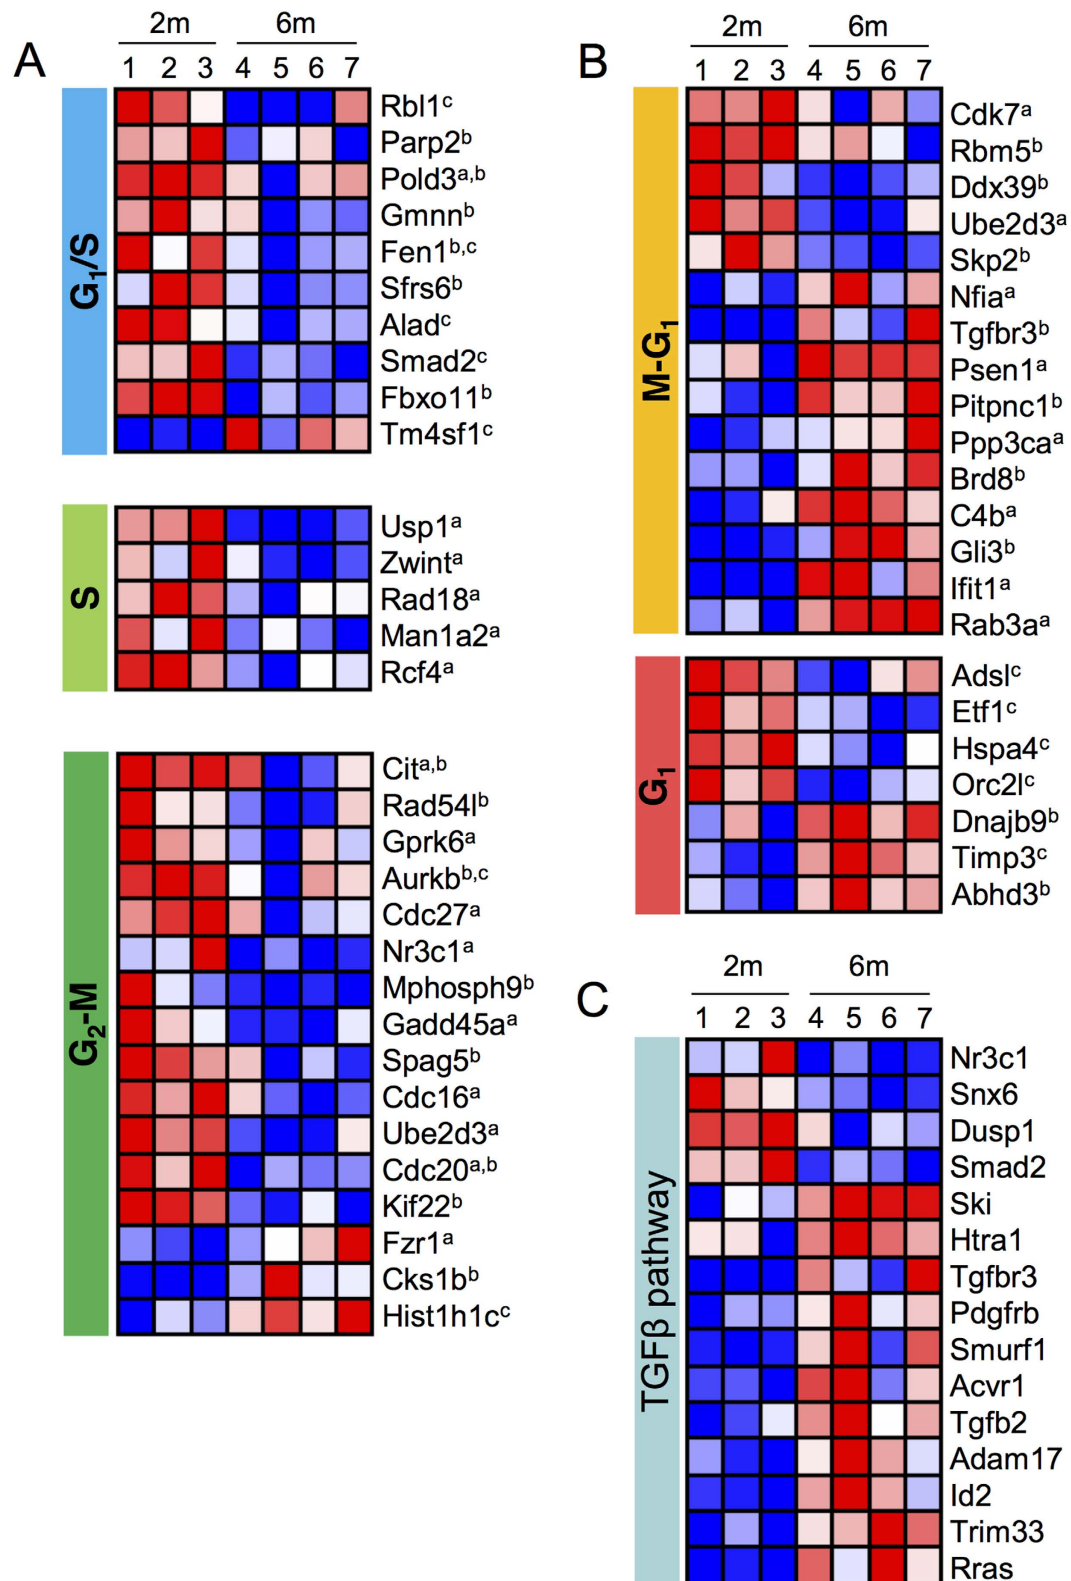 A
2m 6m
1 2 3 4 5 6 7
G₁/S
Rbl1ᶜ
Parp2ᵇ
Pold3ᵃ,ᵇ
Gmnnᵇ
Fen1ᵇ,ᶜ
Sfrs6ᵇ
Aladᶜ
Smad2ᶜ
Fbxo11ᵇ
Tm4sf1ᶜ
S
Usp1ᵃ
Zwintᵃ
Rad18ᵃ
Man1a2ᵃ
Rcf4ᵃ
G₂-M
Citᵃ,ᵇ
Rad54lᵇ
Gprk6ᵃ
Aurkbᵇ,ᶜ
Cdc27ᵃ
Nr3c1ᵃ
Mphosph9ᵇ
Gadd45aᵃ
Spag5ᵇ
Cdc16ᵃ
Ube2d3ᵃ
Cdc20ᵃ,ᵇ
Kif22ᵇ
Fzr1ᵃ
Cks1bᵇ
Hist1h1cᶜ
B
2m 6m
1 2 3 4 5 6 7
M-G₁
Cdk7ᵃ
Rbm5ᵇ
Ddx39ᵇ
Ube2d3ᵃ
Skp2ᵇ
Nfiaᵃ
Tgfbr3ᵇ
Psen1ᵃ
Pitpnc1ᵇ
Ppp3caᵃ
Brd8ᵇ
C4bᵃ
Gli3ᵇ
Ifit1ᵃ
Rab3aᵃ
G₁
Adslᶜ
Etf1ᶜ
Hspa4ᶜ
Orc2lᶜ
Dnajb9ᵇ
Timp3ᶜ
Abhd3ᵇ
C
2m 6m
1 2 3 4 5 6 7
TGFβ pathway
Nr3c1
Snx6
Dusp1
Smad2
Ski
Htra1
Tgfbr3
Pdgfrb
Smurf1
Acvr1
Tgfb2
Adam17
Id2
Trim33
Rras